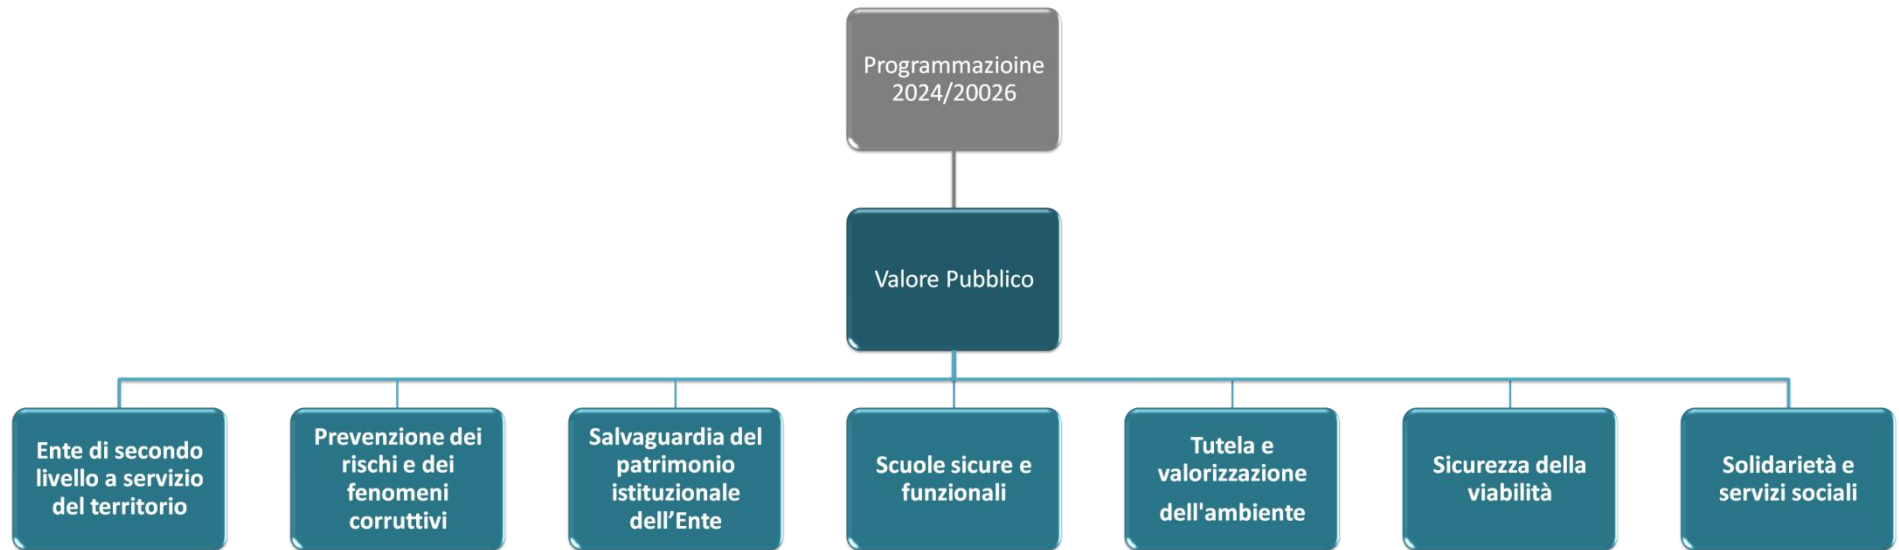 Programmazioine
2024/20026
Valore Pubblico
Ente di secondo
livello a servizio
del territorio
Prevenzione dei
rischi e dei
fenomeni
corruttivi
Salvaguardia del
patrimonio
istituzionale
dell’Ente
Scuole sicure e
funzionali
Tutela e
valorizzazione
dell'ambiente
Sicurezza della
viabilità
Solidarietà e
servizi sociali